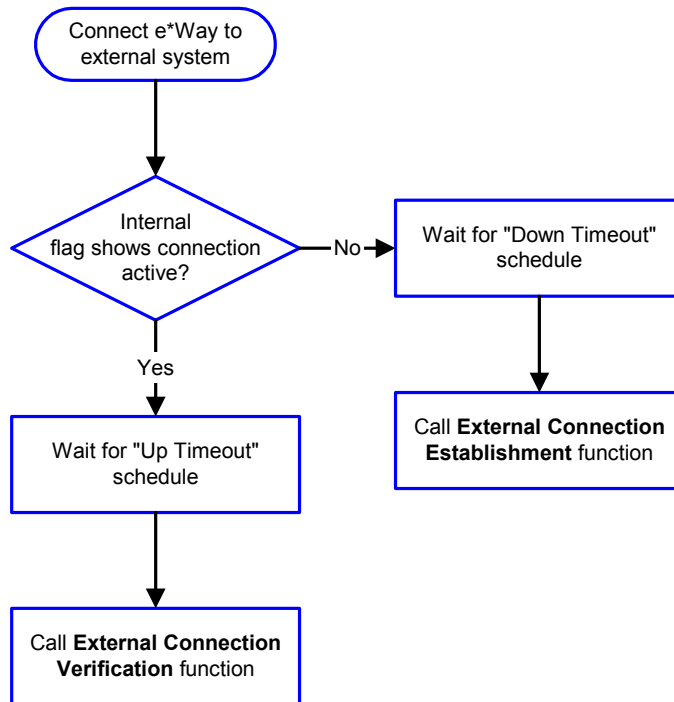 Connect e*Way to
external system
Internal
flag shows connection
active?
No
Wait for "Down Timeout"
schedule
Yes
Call External Connection
Establishment function
Wait for "Up Timeout"
schedule
Call External Connection
Verification function